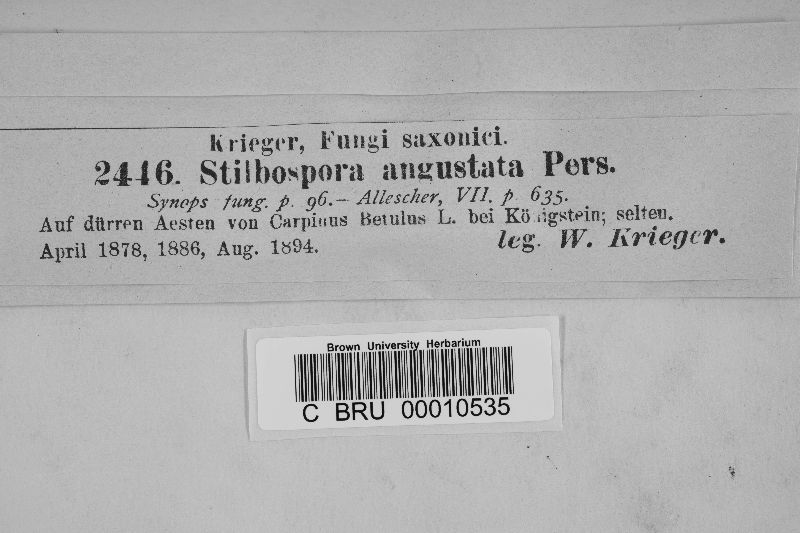 Krieger, Fungi saxonici.
2446. Stilbospora angustata Pers.
Synops fung. p. 96.— Allescher, VII. p. 635.
Auf dürren Aesten von Carpinus Betulus L. bei Königstein; selten.
April 1878, 1886, Aug. 1894.
leg. W. Krieger.
Brown University Herbarium
C BRU 00010535